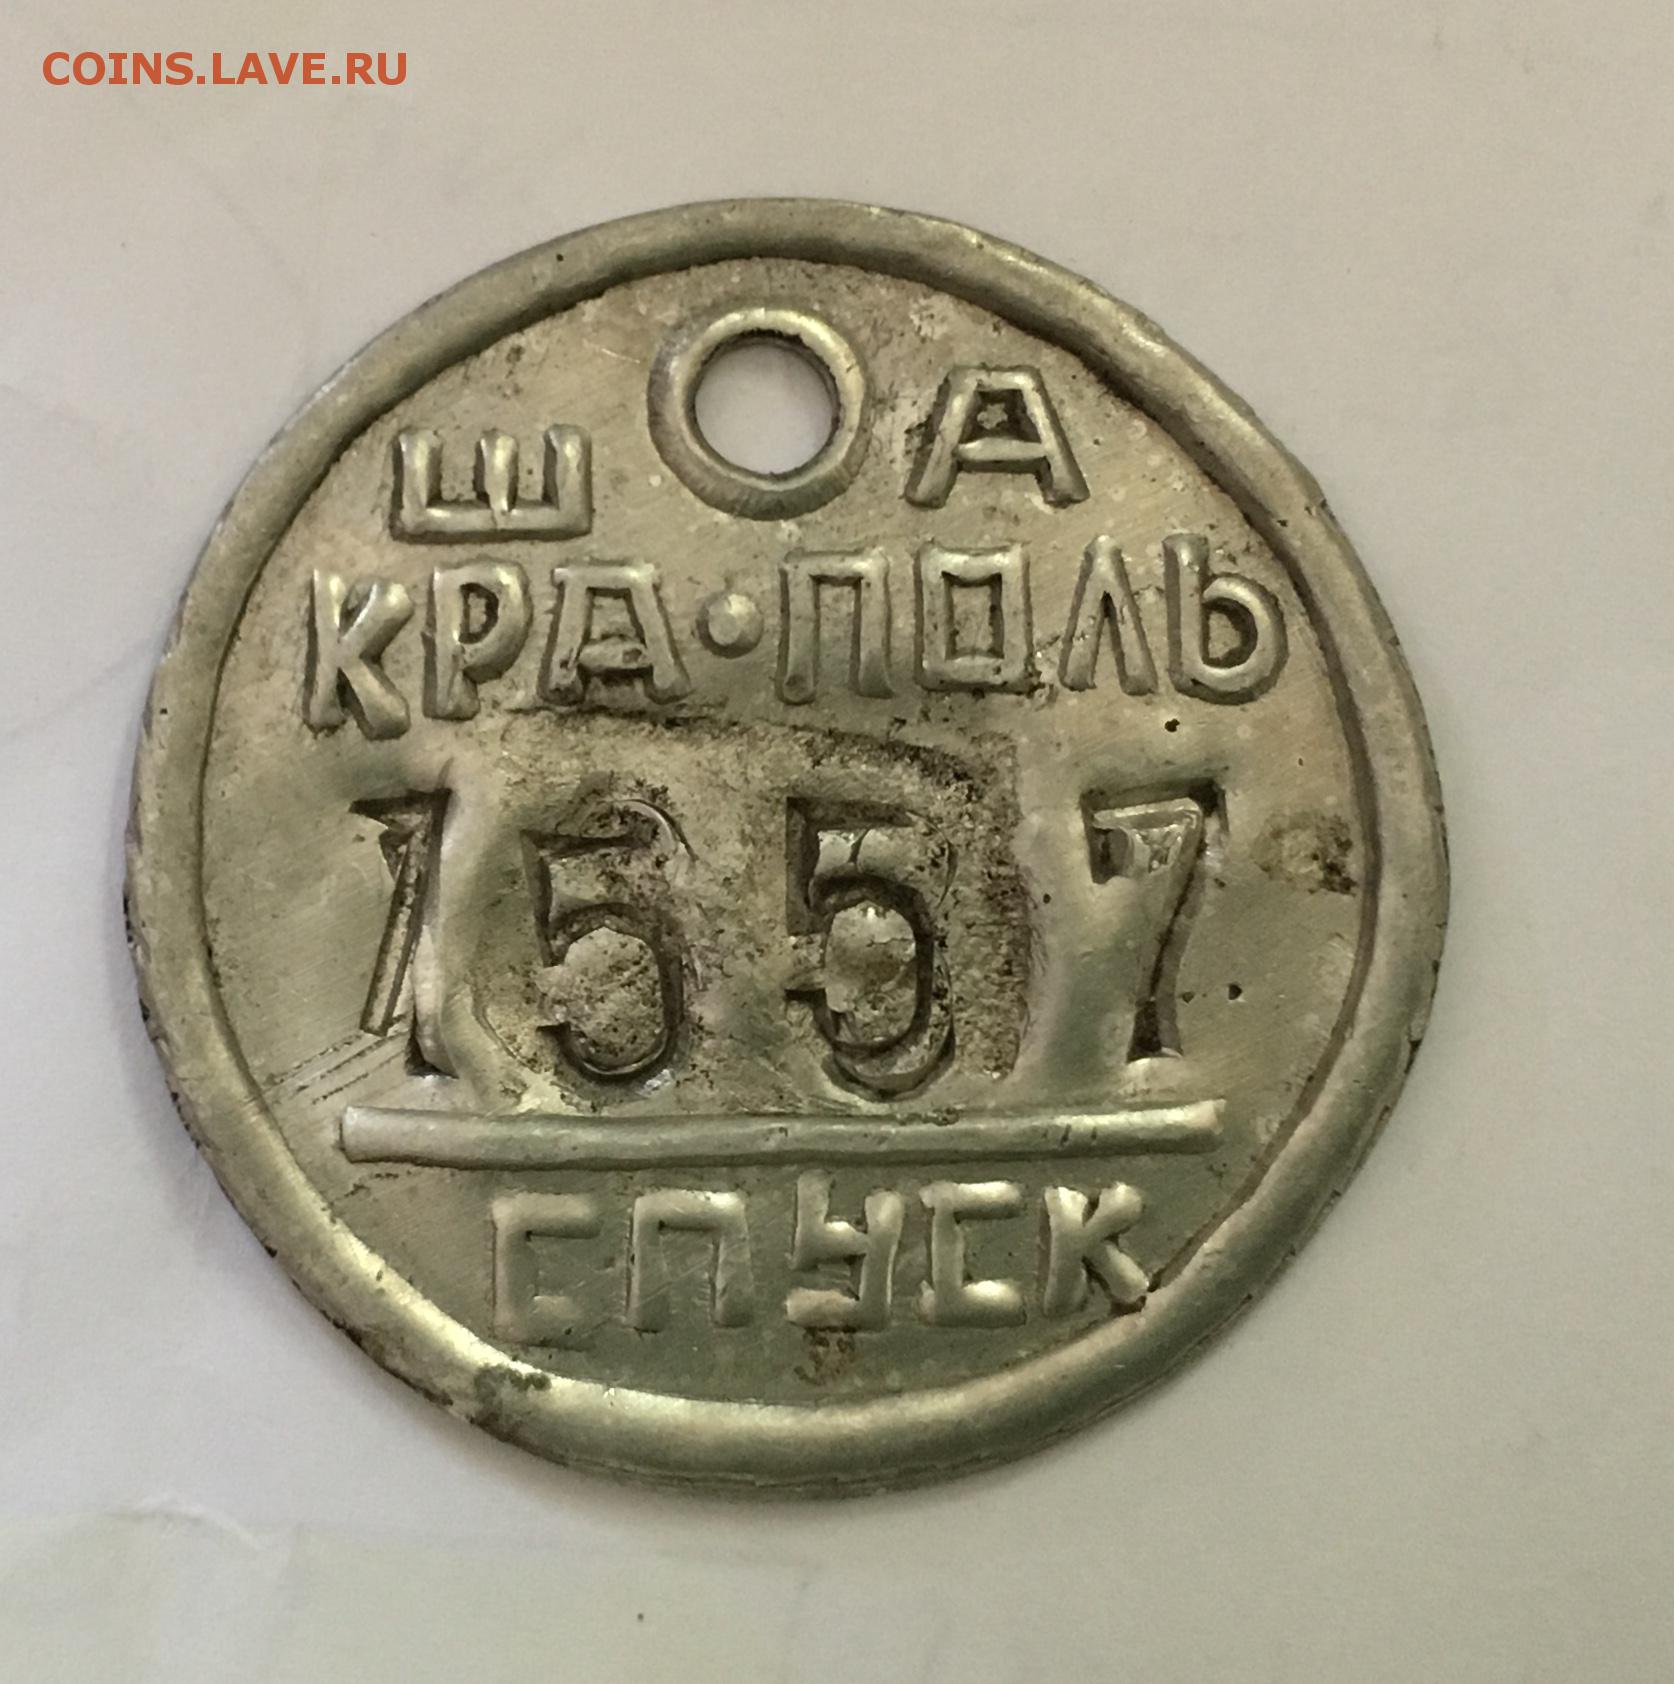 COINS.LAVE.RU
Ш А
КРА·ПОЛЬ
1557
СПУСК